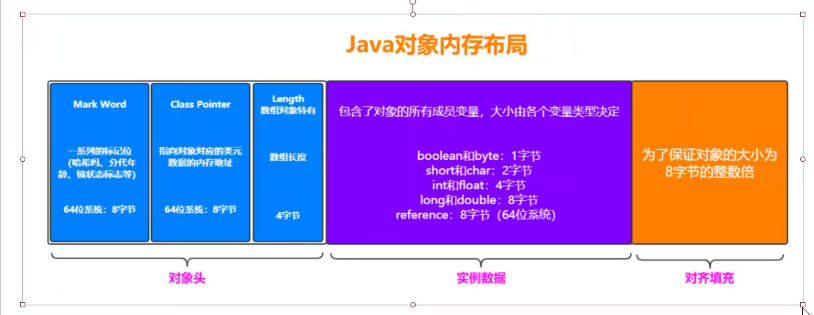 Java对象内存布局
Mark Word
一系列的标记位
(哈希码、分代年
龄、锁状态标志等)
64位系统：8字节
Class Pointer
指向对象对应的类元
数据的内存地址
64位系统：8字节
Length
数组对象特有
数组长度
4字节
包含了对象的所有成员变量，大小由各个变量类型决定
boolean和byte：1字节
short和char：2字节
int和float：4字节
long和double：8字节
reference：8字节（64位系统）
为了保证对象的大小为
8字节的整数倍
对象头
实例数据
对齐填充